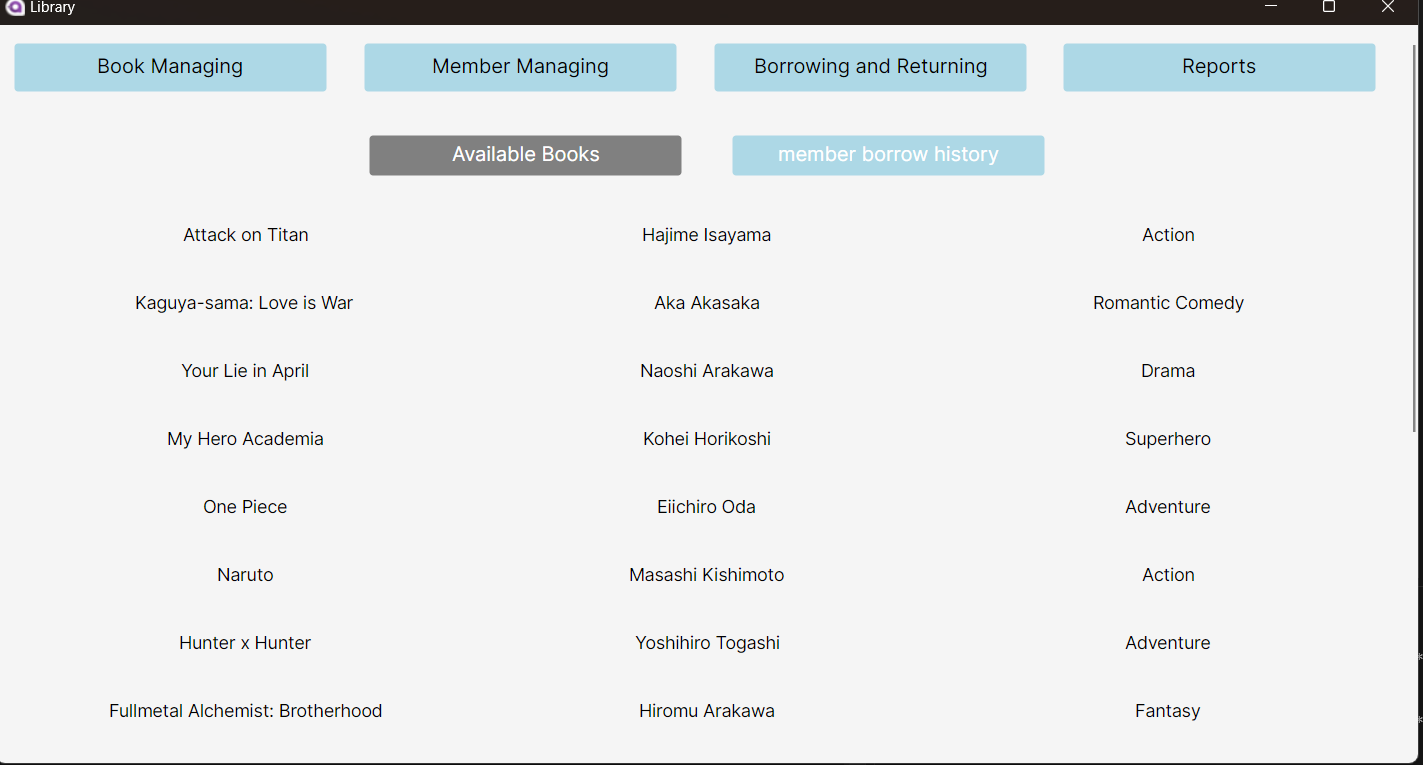 Library
Book Managing Member Managing Borrowing and Returning Reports
Available Books member borrow history
Attack on Titan Hajime Isayama Action
Kaguya-sama: Love is War Aka Akasaka Romantic Comedy
Your Lie in April Naoshi Arakawa Drama
My Hero Academia Kohei Horikoshi Superhero
One Piece Eiichiro Oda Adventure
Naruto Masashi Kishimoto Action
Hunter x Hunter Yoshihiro Togashi Adventure
Fullmetal Alchemist: Brotherhood Hiromu Arakawa Fantasy